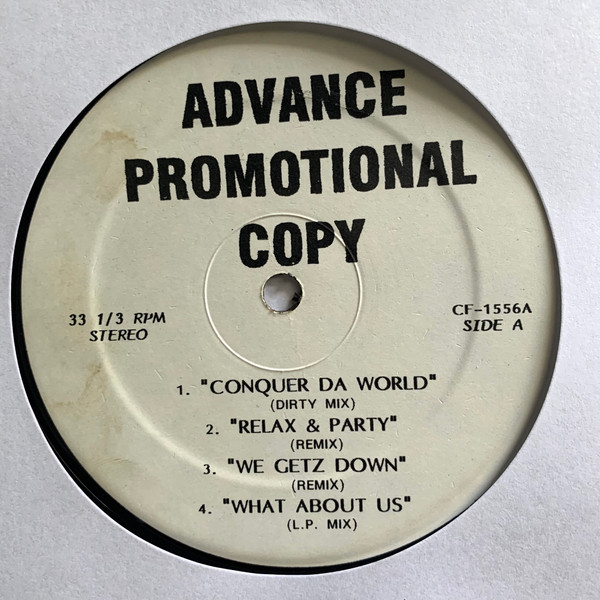 ADVANCE
PROMOTIONAL
COPY
33 1/3 RPM
STEREO
CF-1556A
SIDE A
1. "CONQUER DA WORLD"
(DIRTY MIX)
2. "RELAX & PARTY"
(REMIX)
3. "WE GETZ DOWN"
(REMIX)
4. "WHAT ABOUT US"
(L.P. MIX)